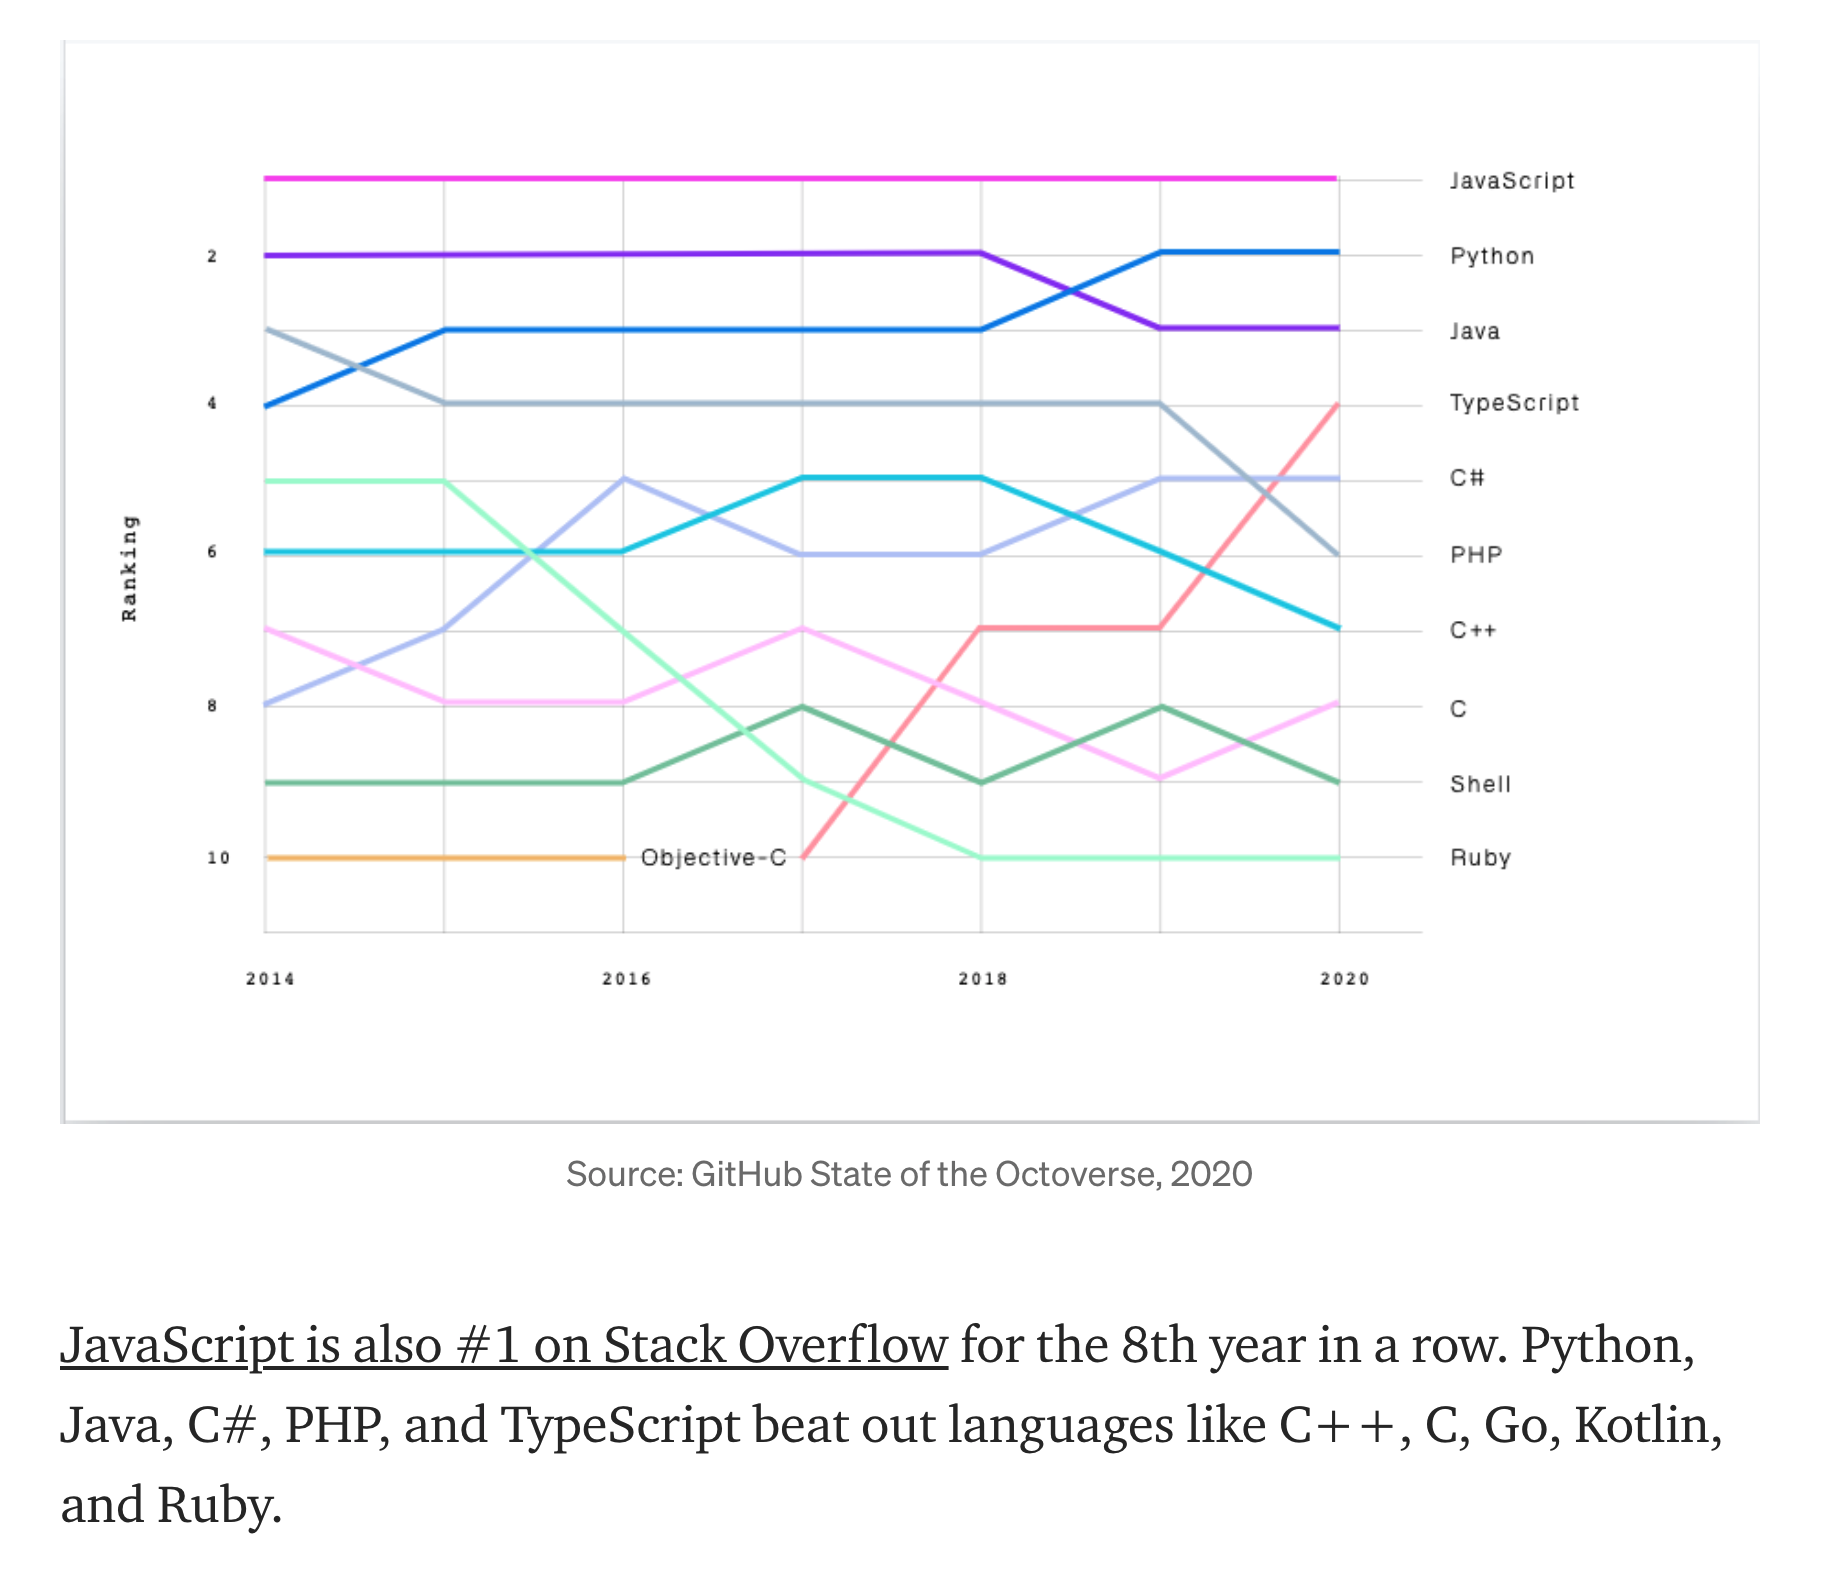 JavaScript
2
Python
Java
4
TypeScript
C#
Ranking
6
PHP
C++
8
C
Shell
10
Objective-C
Ruby
2014
2016
2018
2020
Source: GitHub State of the Octoverse, 2020
JavaScript is also #1 on Stack Overflow for the 8th year in a row. Python,
Java, C#, PHP, and TypeScript beat out languages like C++, C, Go, Kotlin,
and Ruby.